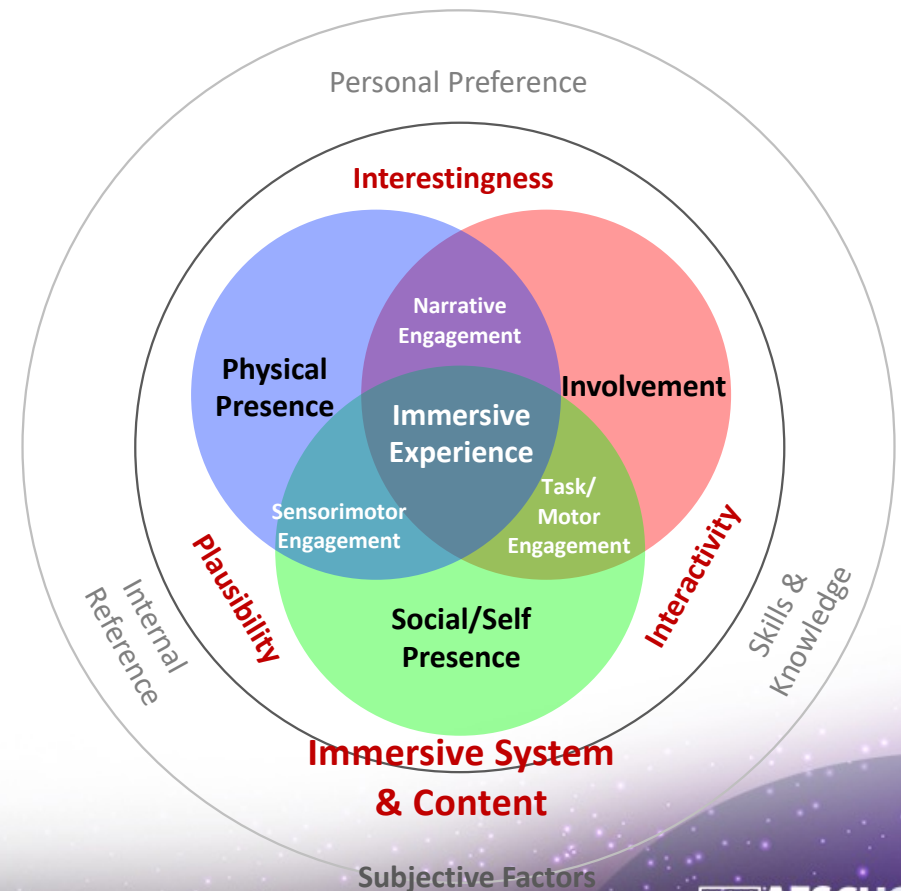 Personal Preference
Interestingness
Narrative
Engagement
Physical
Presence
Involvement
Immersive
Experience
Sensorimotor
Engagement
Task/
Motor
Engagement
Plausibility
Interactivity
Internal
Reference
Skills &
Knowledge
Social/Self
Presence
Immersive System
& Content
Subjective Factors